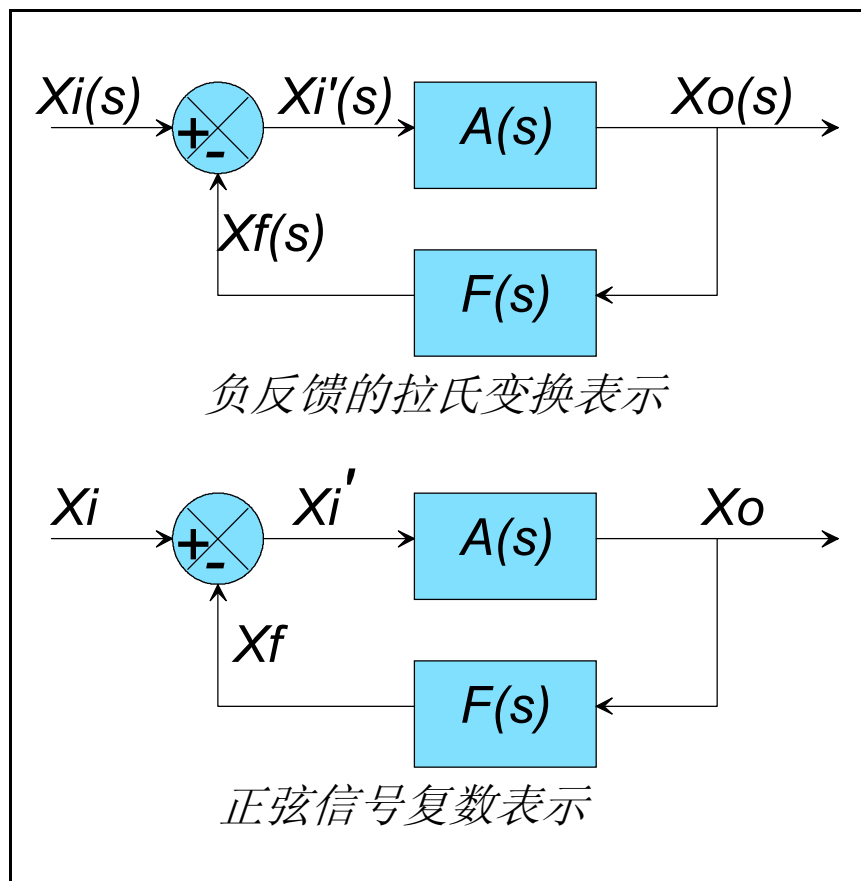 Xi(s) Xi'(s) A(s) Xo(s)
+
-
Xf(s)
F(s)
负反馈的拉氏变换表示
Xi Xi' A(s) Xo
+
-
Xf
F(s)
正弦信号复数表示